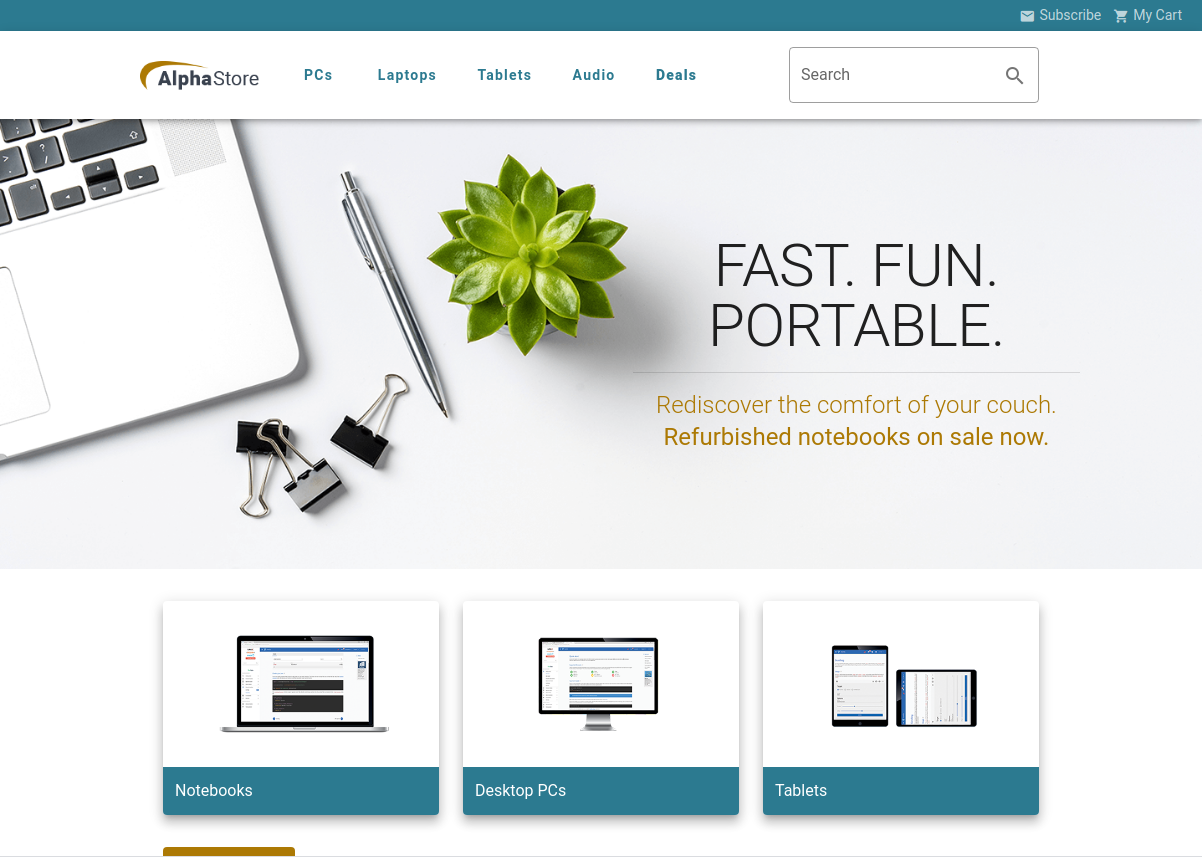 Subscribe My Cart
AlphaStore PCs Laptops Tablets Audio Deals Search
FAST. FUN.
PORTABLE.
Rediscover the comfort of your couch.
Refurbished notebooks on sale now.
Notebooks Desktop PCs Tablets